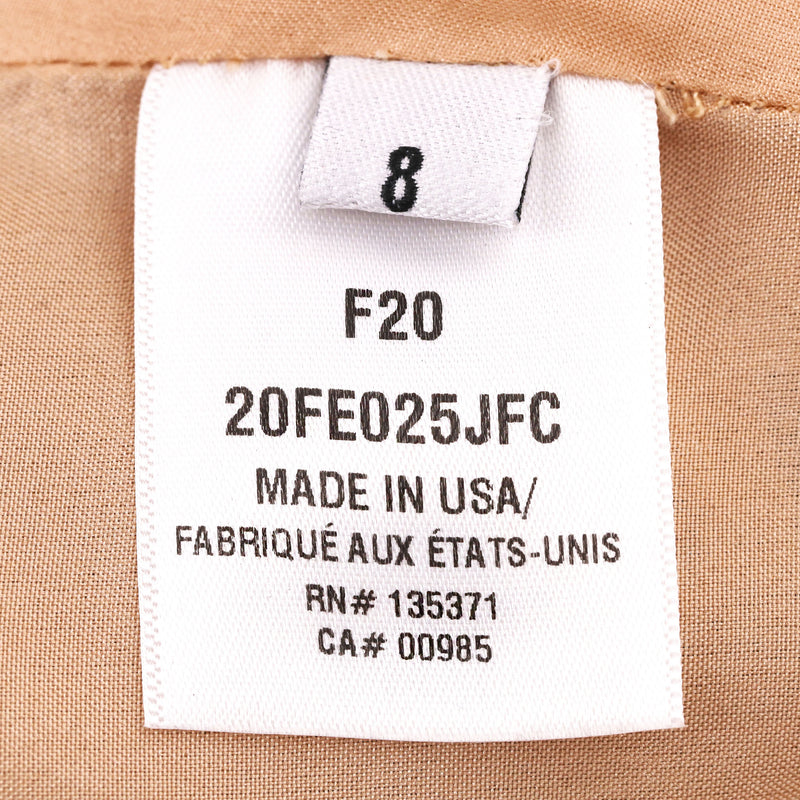 8
F20
20FE025JFC
MADE IN USA/
FABRIQUÉ AUX ÉTATS-UNIS
RN# 135371
CA# 00985